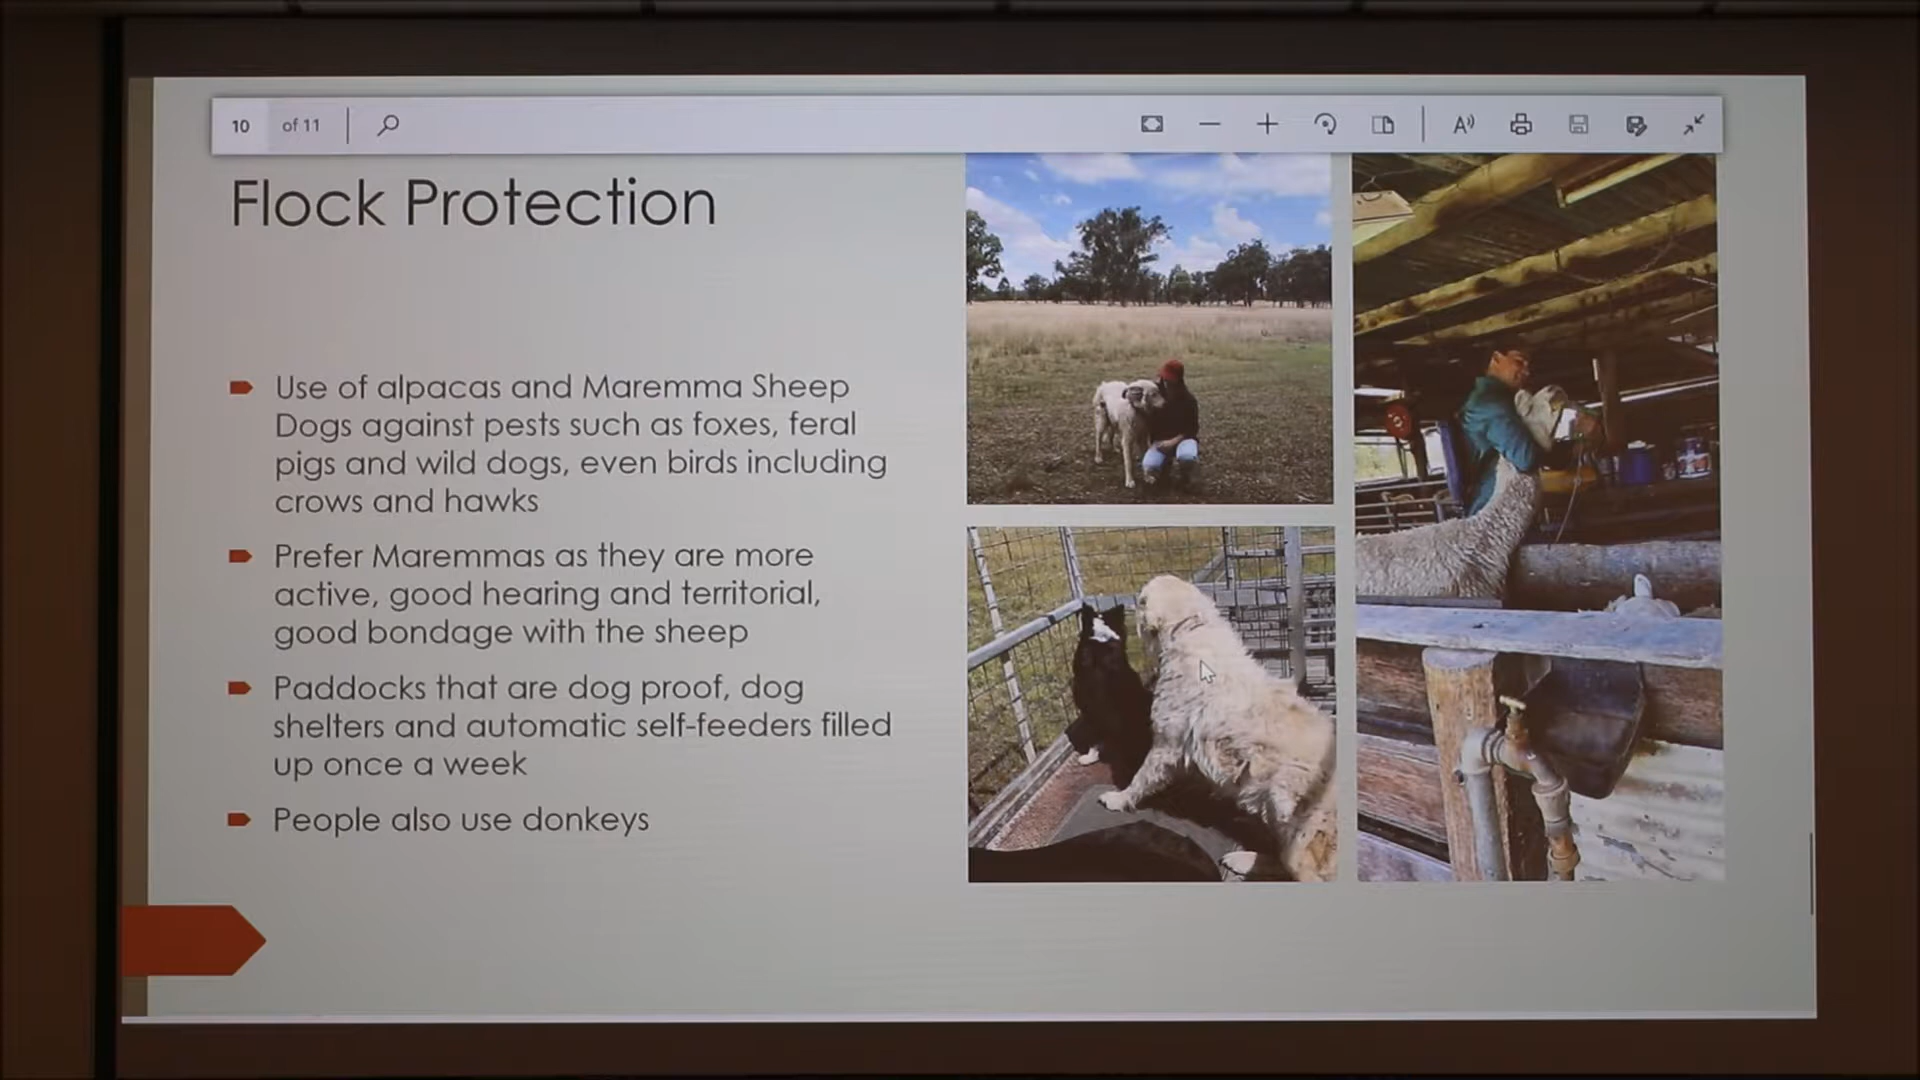 10 of 11
Flock Protection
Use of alpacas and Maremma Sheep
Dogs against pests such as foxes, feral
pigs and wild dogs, even birds including
crows and hawks
Prefer Maremmas as they are more
active, good hearing and territorial,
good bondage with the sheep
Paddocks that are dog proof, dog
shelters and automatic self-feeders filled
up once a week
People also use donkeys